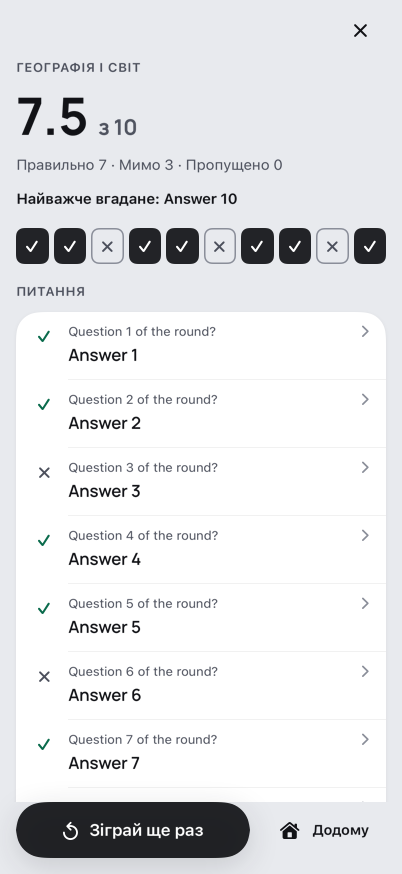 ГЕОГРАФІЯ І СВІТ
7.5 з 10
Правильно 7 · Мимо 3 · Пропущено 0
Найважче вгадане: Answer 10
ПИТАННЯ
Question 1 of the round?
Answer 1
Question 2 of the round?
Answer 2
Question 3 of the round?
Answer 3
Question 4 of the round?
Answer 4
Question 5 of the round?
Answer 5
Question 6 of the round?
Answer 6
Question 7 of the round?
Answer 7
Зіграй ще раз
Додому